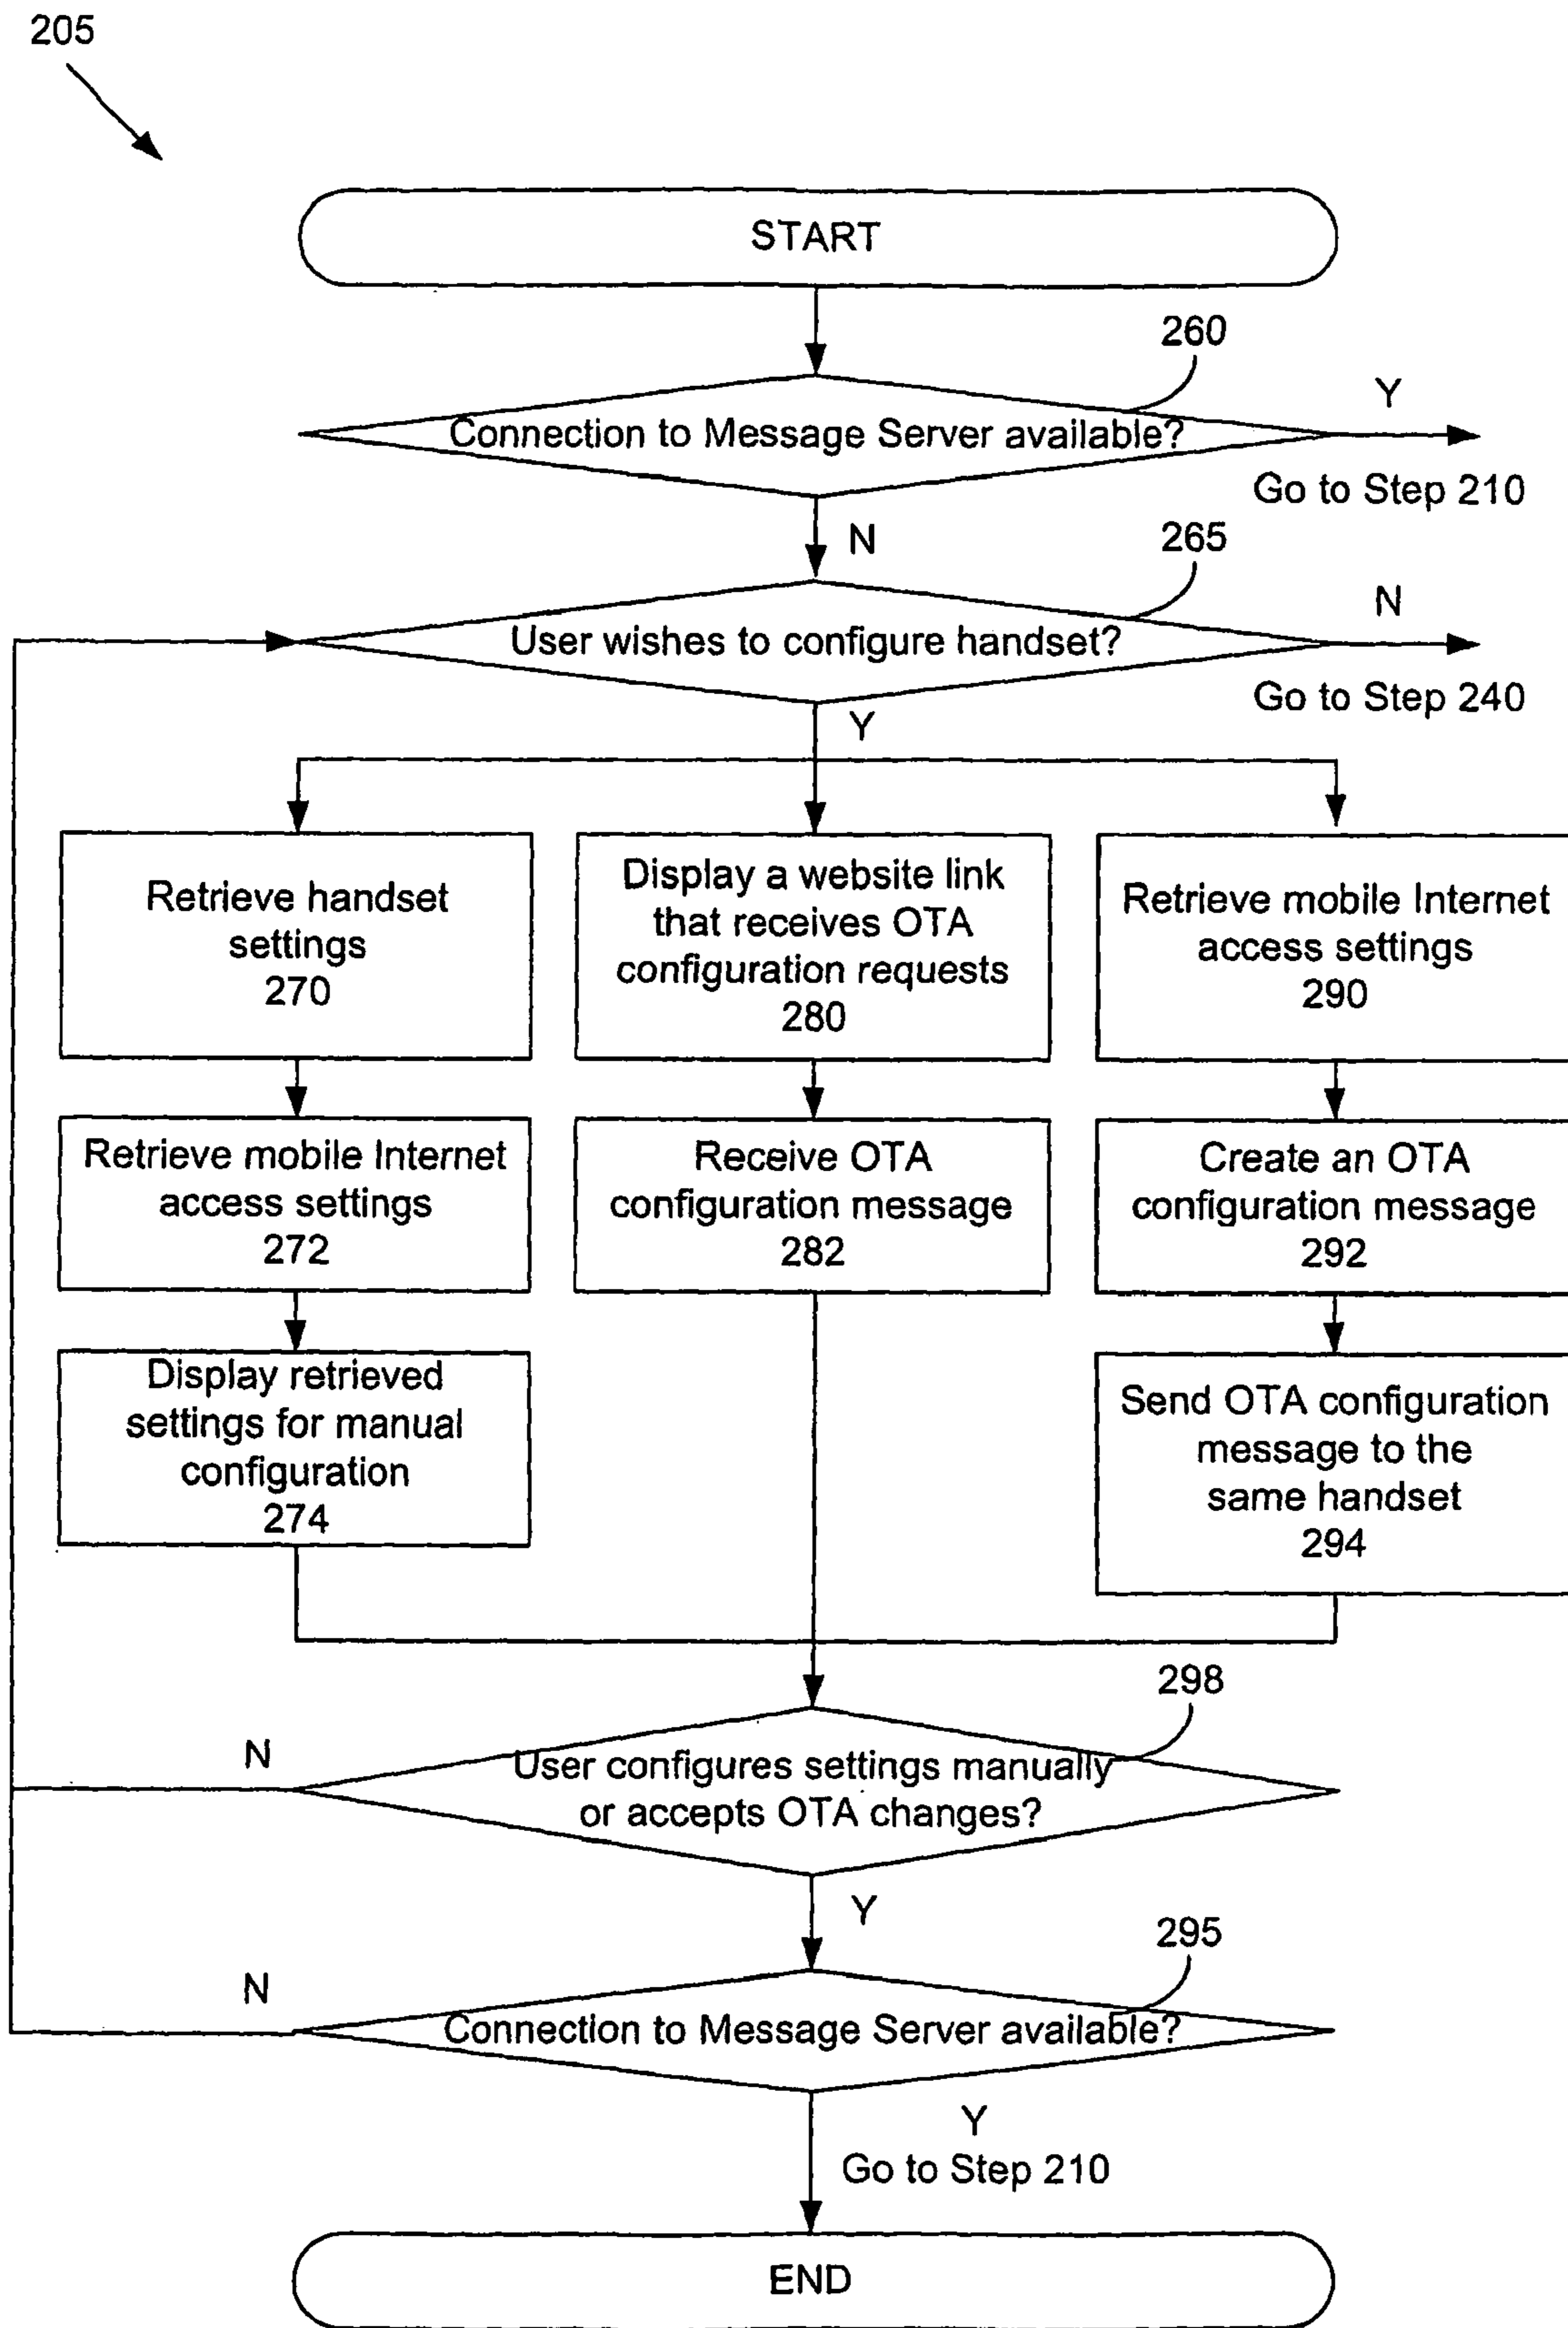 205
START
260
Connection to Message Server available?
Y
Go to Step 210
N
265
User wishes to configure handset?
N
Go to Step 240
Y
Retrieve handset
settings
270
Display a website link
that receives OTA
configuration requests
280
Retrieve mobile Internet
access settings
290
Retrieve mobile Internet
access settings
272
Receive OTA
configuration message
282
Create an OTA
configuration message
292
Display retrieved
settings for manual
configuration
274
Send OTA configuration
message to the
same handset
294
298
N
User configures settings manually
or accepts OTA changes?
Y
295
N
Connection to Message Server available?
Y
Go to Step 210
END